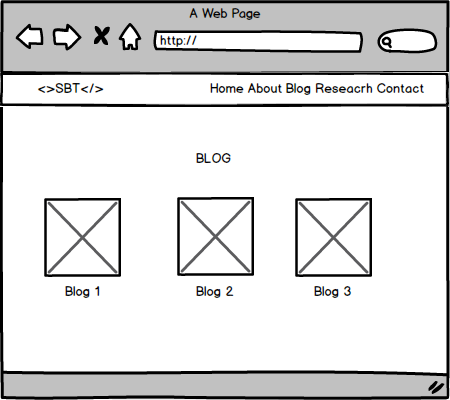 A Web Page
http://
<>SBT</> Home About Blog Reseacrh Contact
BLOG
Blog 1 Blog 2 Blog 3